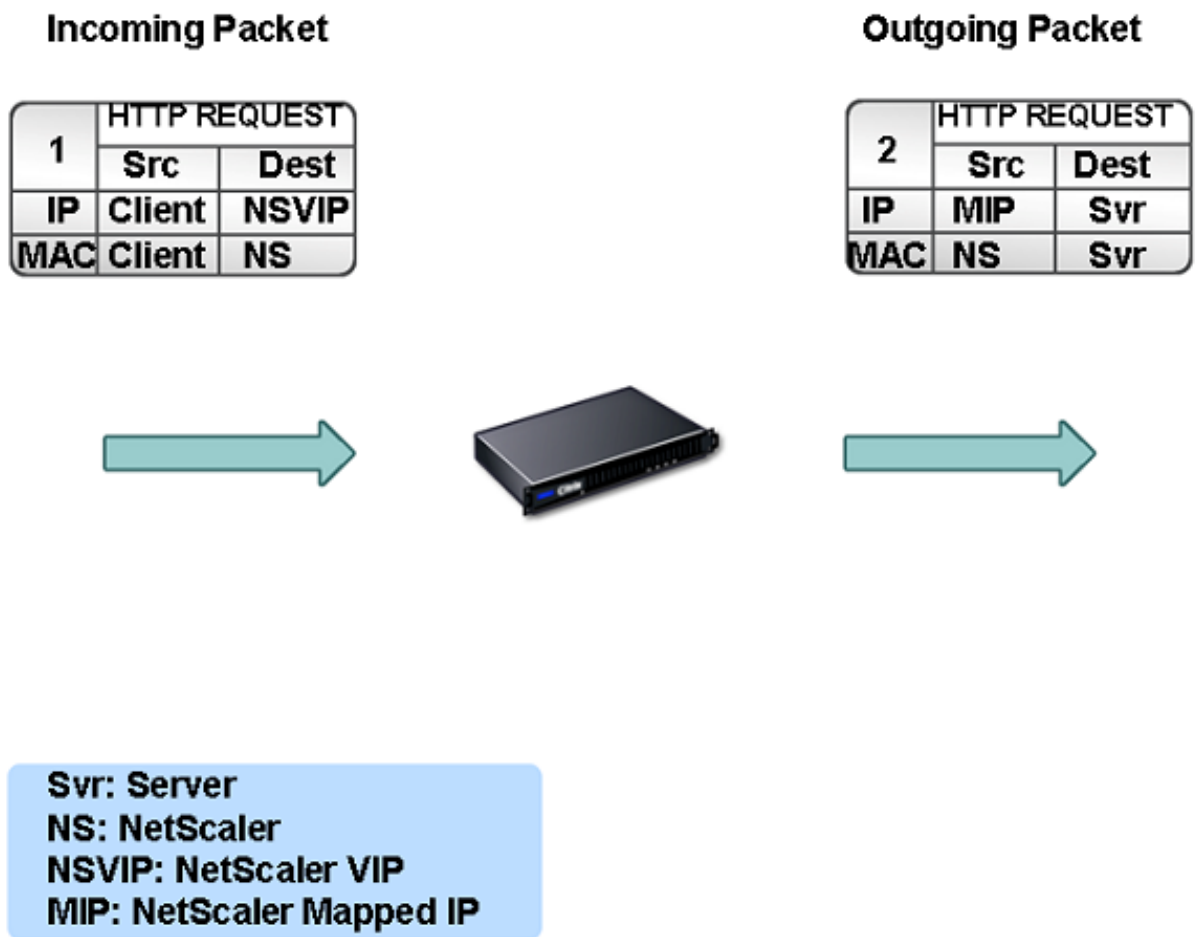 Incoming Packet
Outgoing Packet
1 HTTP REQUEST
Src Dest
IP Client NSVIP
MAC Client NS
2 HTTP REQUEST
Src Dest
IP MIP Svr
MAC NS Svr
Citrix
Svr: Server
NS: NetScaler
NSVIP: NetScaler VIP
MIP: NetScaler Mapped IP